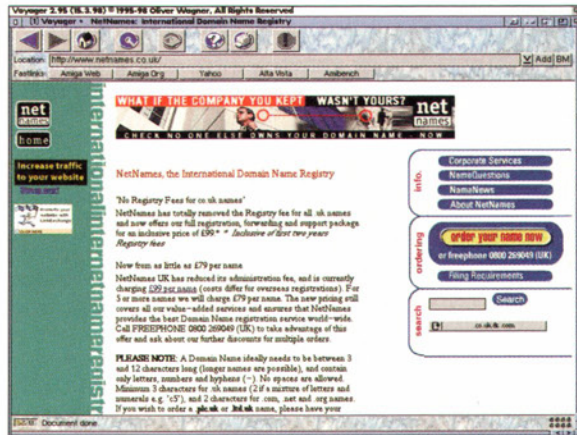 Voyager 2.95 (15.3.98) © 1995-98 Oliver Wagner, All Rights Reserved
[1] Voyager • NetNames: International Domain Name Registry
Location: http://www.netnames.co.uk/
Add BM
Fastlinks: Amiga Web Amiga Org Yahoo Alta Vista Amibench
net names
home
Increase traffic to your website
international internet registr
WHAT IF THE COMPANY YOU KEPT WASN'T YOURS?
net names
CHECK NO ONE ELSE OWNS YOUR DOMAIN NAME - NOW
NetNames, the International Domain Name Registry
'No Registry Fees for co.uk names'
NetNames has totally removed the Registry fee for all .uk names
and now offers our full registration, forwarding and support package
for an inclusive price of £99* * Inclusive of first two years
Registry fees
Now from as little as £79 per name
NetNames UK has reduced its administration fee, and is currently
charging £99 per name (costs differ for overseas registrations). For
5 or more names we will charge £79 per name. The new pricing still
covers all our value-added services and ensures that NetNames
provides the best Domain Name registration service world-wide.
Call FREEPHONE 0800 269049 (UK) to take advantage of this
offer and ask about our further discounts for multiple orders.
PLEASE NOTE: A Domain Name ideally needs to be between 3
and 12 characters long (longer names are possible), and contain
only letters, numbers and hyphens (-). No spaces are allowed.
Minimum 3 characters for .uk names (2 if a mixture of letters and
numerals e.g. 'c5'), and 2 characters for .com, .net and .org names.
If you wish to order a .plc.uk or .ltd.uk name, please have your
info.
Corporate Services
NameQuestions
NameNews
About NetNames
ordering
order your name now
or freephone 0800 269049 (UK)
Filing Requirements
search
Search
Document done.